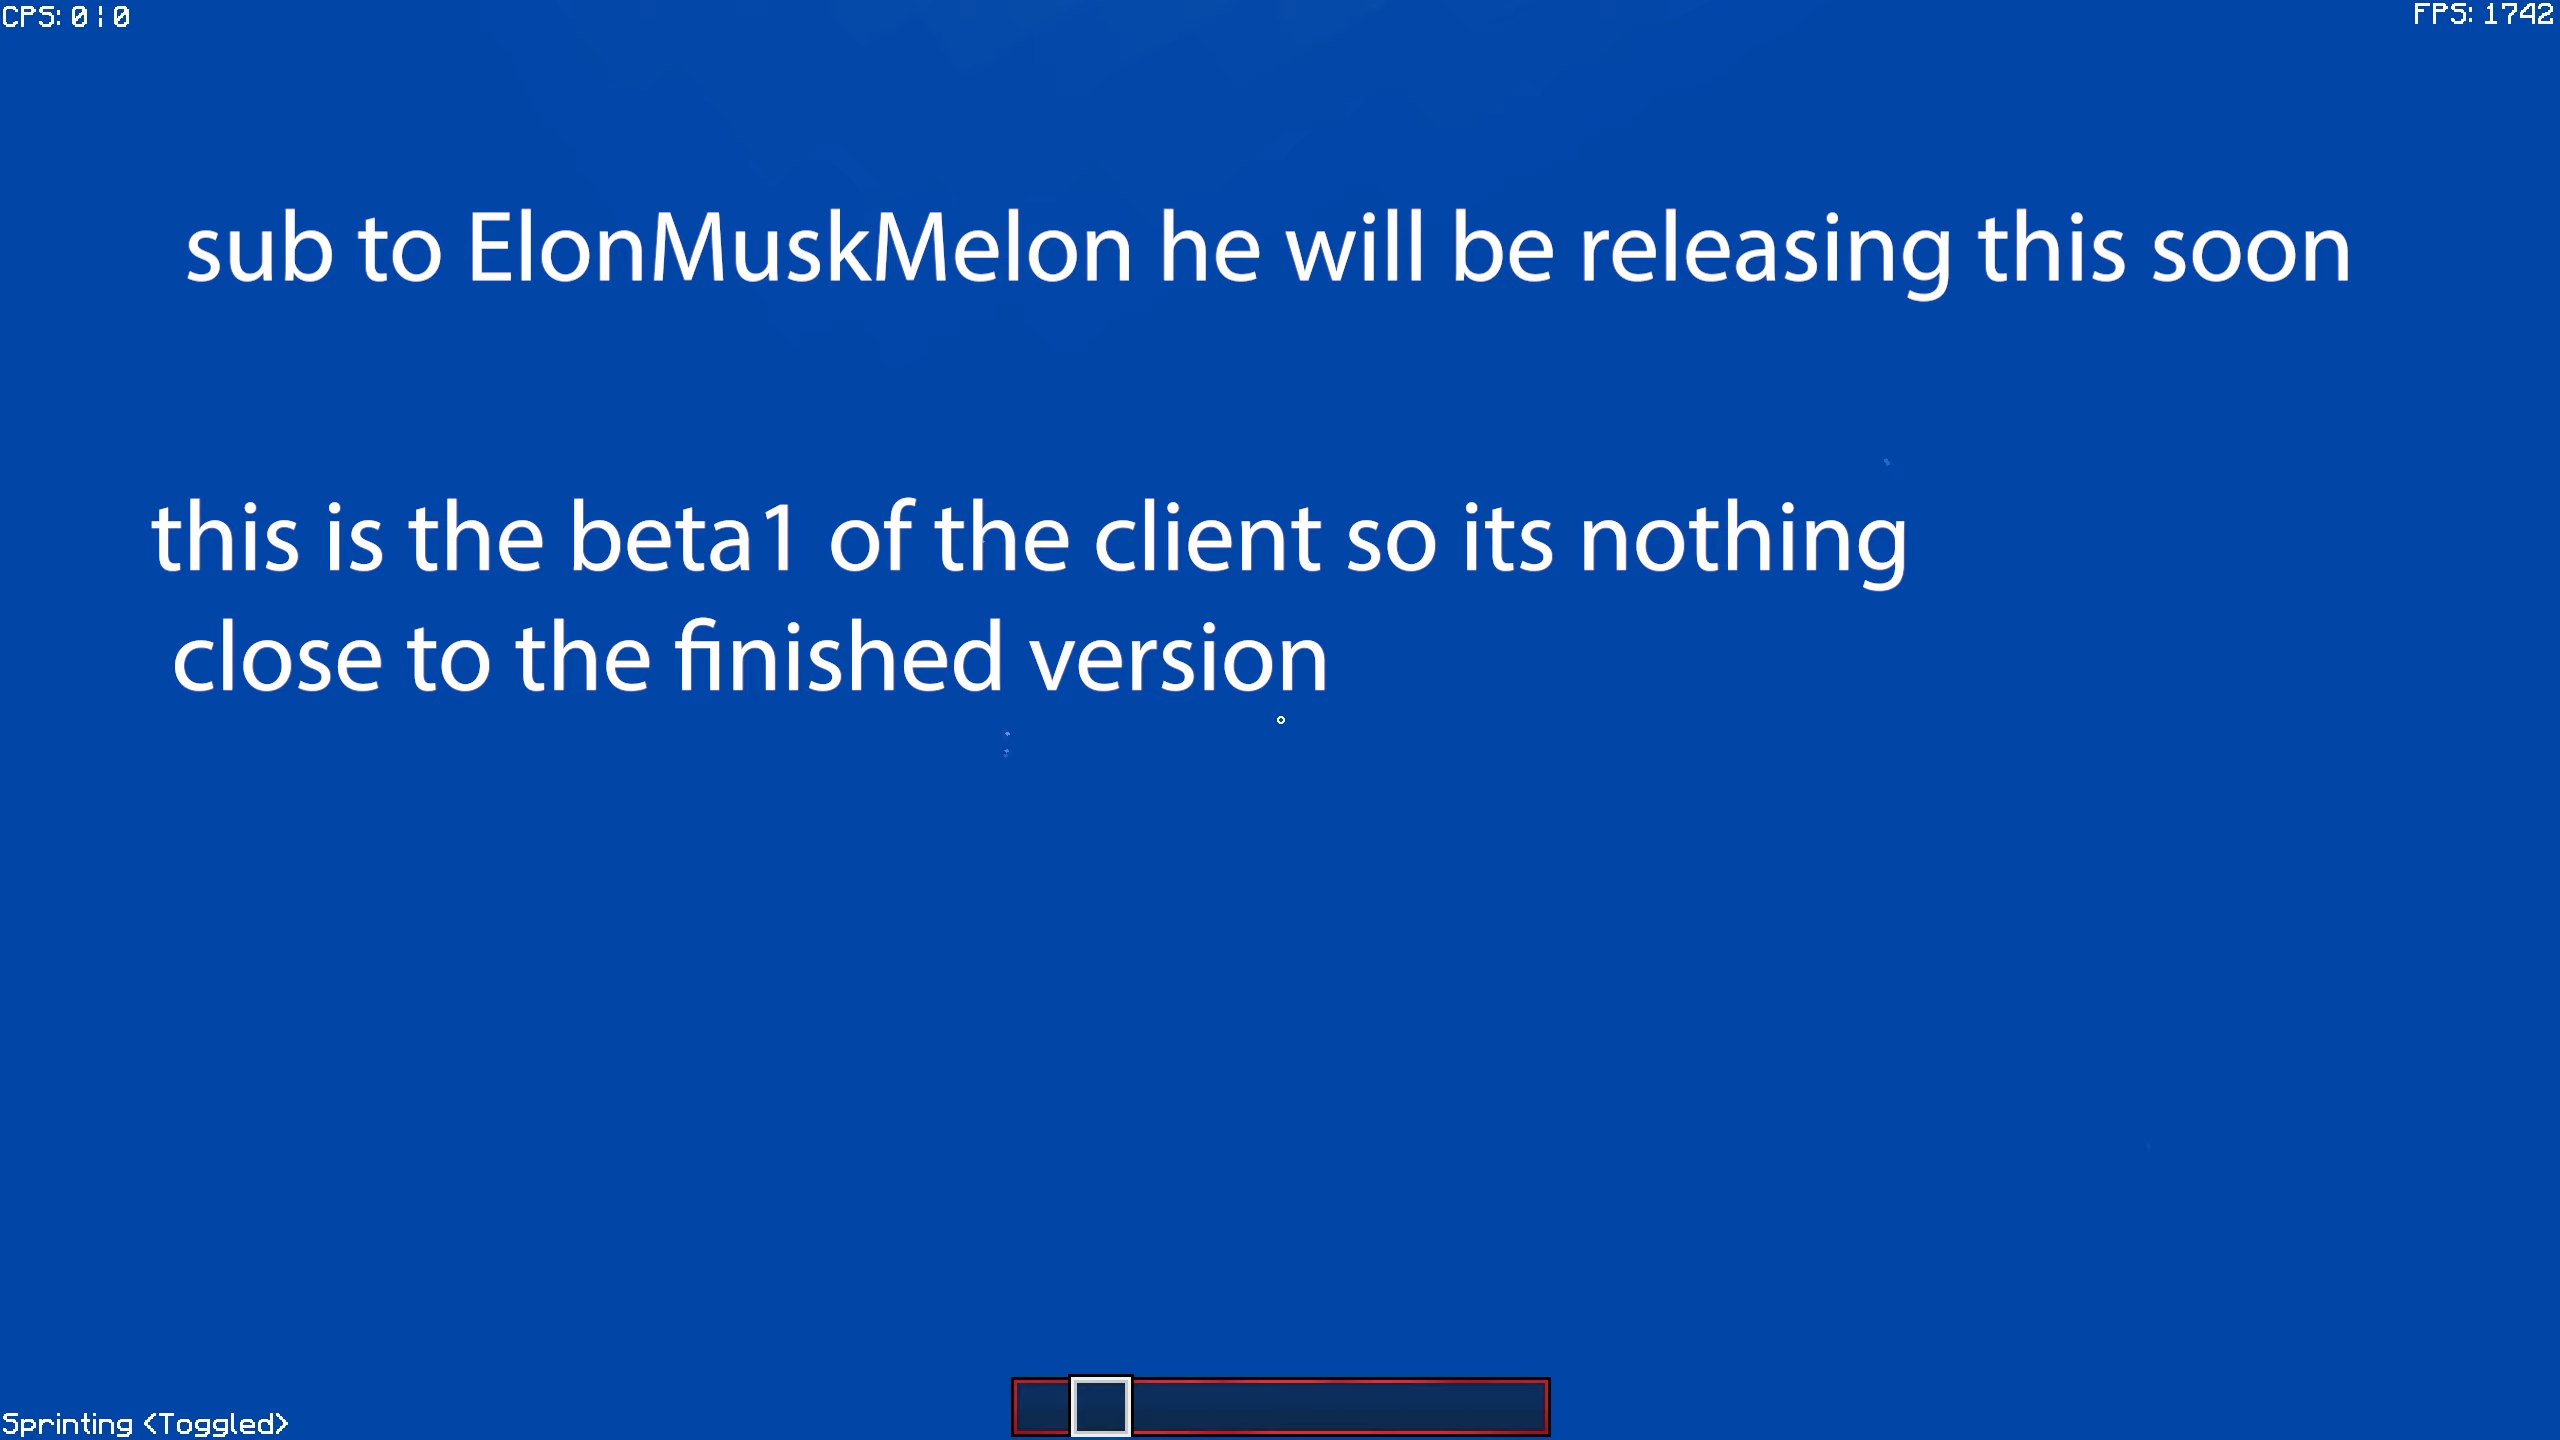 CPS: 0 | 0
FPS: 1742
sub to ElonMuskMelon he will be releasing this soon
this is the beta1 of the client so its nothing
close to the finished version
Sprinting <Toggled>